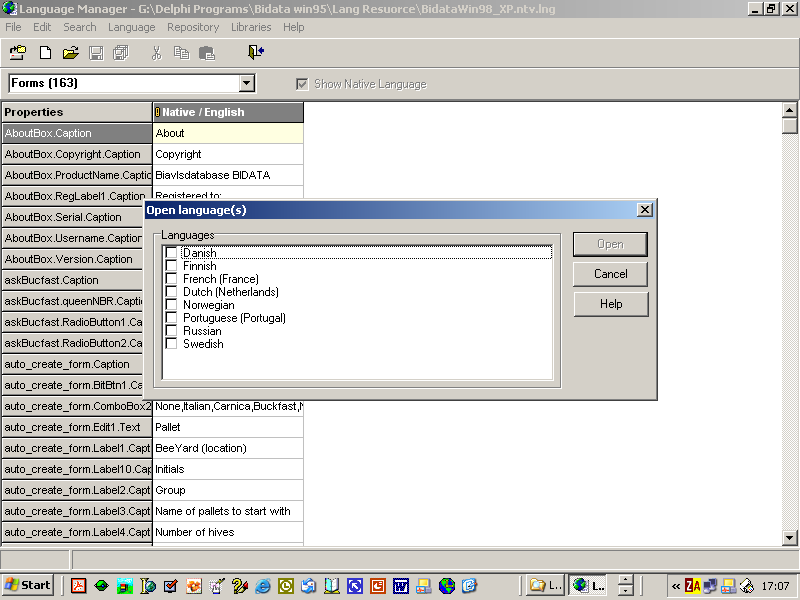 Language Manager - G:\Delphi Programs\Bidata win95\Lang Resuorce\BidataWin98_XP.ntv.lng
File Edit Search Language Repository Libraries Help
Forms (163)
Show Native Language
Properties Native / English
AboutBox.Caption About
AboutBox.Copyright.Caption Copyright
AboutBox.ProductName.Captic Biavlsdatabase BIDATA
AboutBox.RegLabel1.Caption Registered to:
AboutBox.Serial.Caption
AboutBox.Username.Caption
AboutBox.Version.Caption
askBucfast.Caption
askBucfast.queenNBR.Captio
askBucfast.RadioButton1.Ca
askBucfast.RadioButton2.Ca
auto_create_form.Caption
auto_create_form.BitBtn1.Ca
auto_create_form.ComboBox2 None,Italian,Carnica,Buckfast,N
auto_create_form.Edit1.Text Pallet
auto_create_form.Label1.Capt BeeYard (location)
auto_create_form.Label10.Cap Initials
auto_create_form.Label2.Capt Group
auto_create_form.Label3.Capt Name of pallets to start with
auto_create_form.Label4.Capt Number of hives
Open language(s)
Languages
Danish
Finnish
French (France)
Dutch (Netherlands)
Norwegian
Portuguese (Portugal)
Russian
Swedish
Open
Cancel
Help
Start L.. L.. « ZA 17:07